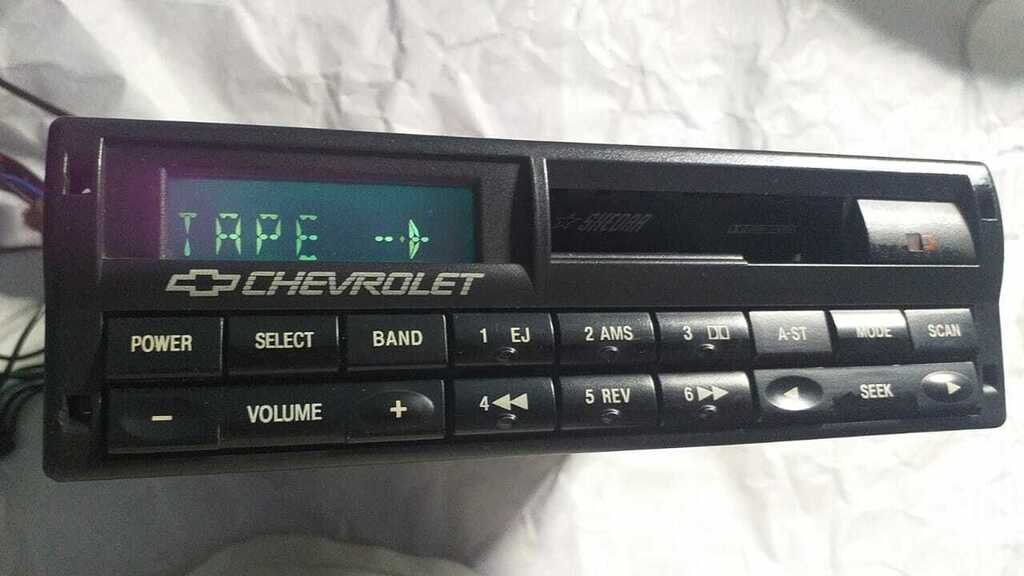 TAPE
SHEDAR
CHEVROLET
POWER SELECT BAND 1 EJ 2 AMS 3 A-ST MODE SCAN
- VOLUME + 4 ◀◀ 5 REV 6 ▶▶ ◀ SEEK ▶